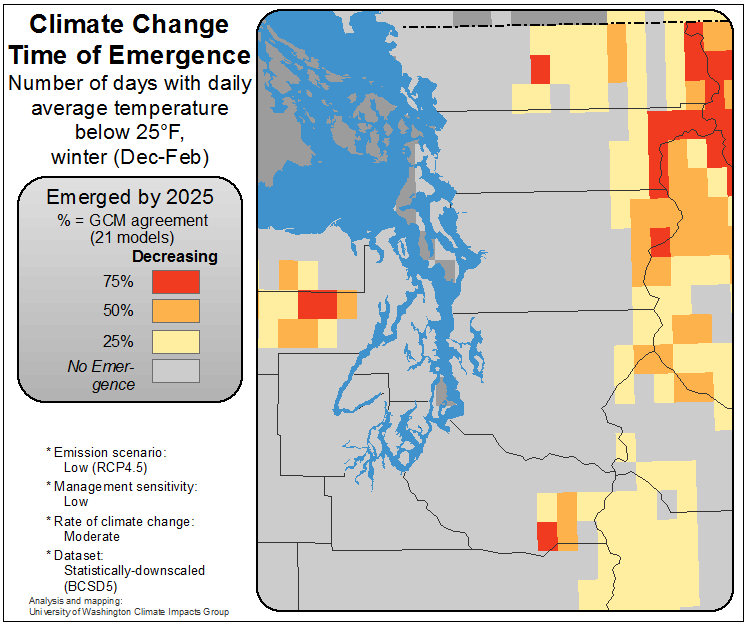 Climate Change
Time of Emergence
Number of days with daily
average temperature
below 25°F,
winter (Dec-Feb)
Emerged by 2025
% = GCM agreement
(21 models)
Decreasing
75%
50%
25%
No Emer-
gence
* Emission scenario:
Low (RCP4.5)
* Management sensitivity:
Low
* Rate of climate change:
Moderate
* Dataset:
Statistically-downscaled
(BCSD5)
Analysis and mapping:
University of Washington Climate Impacts Group